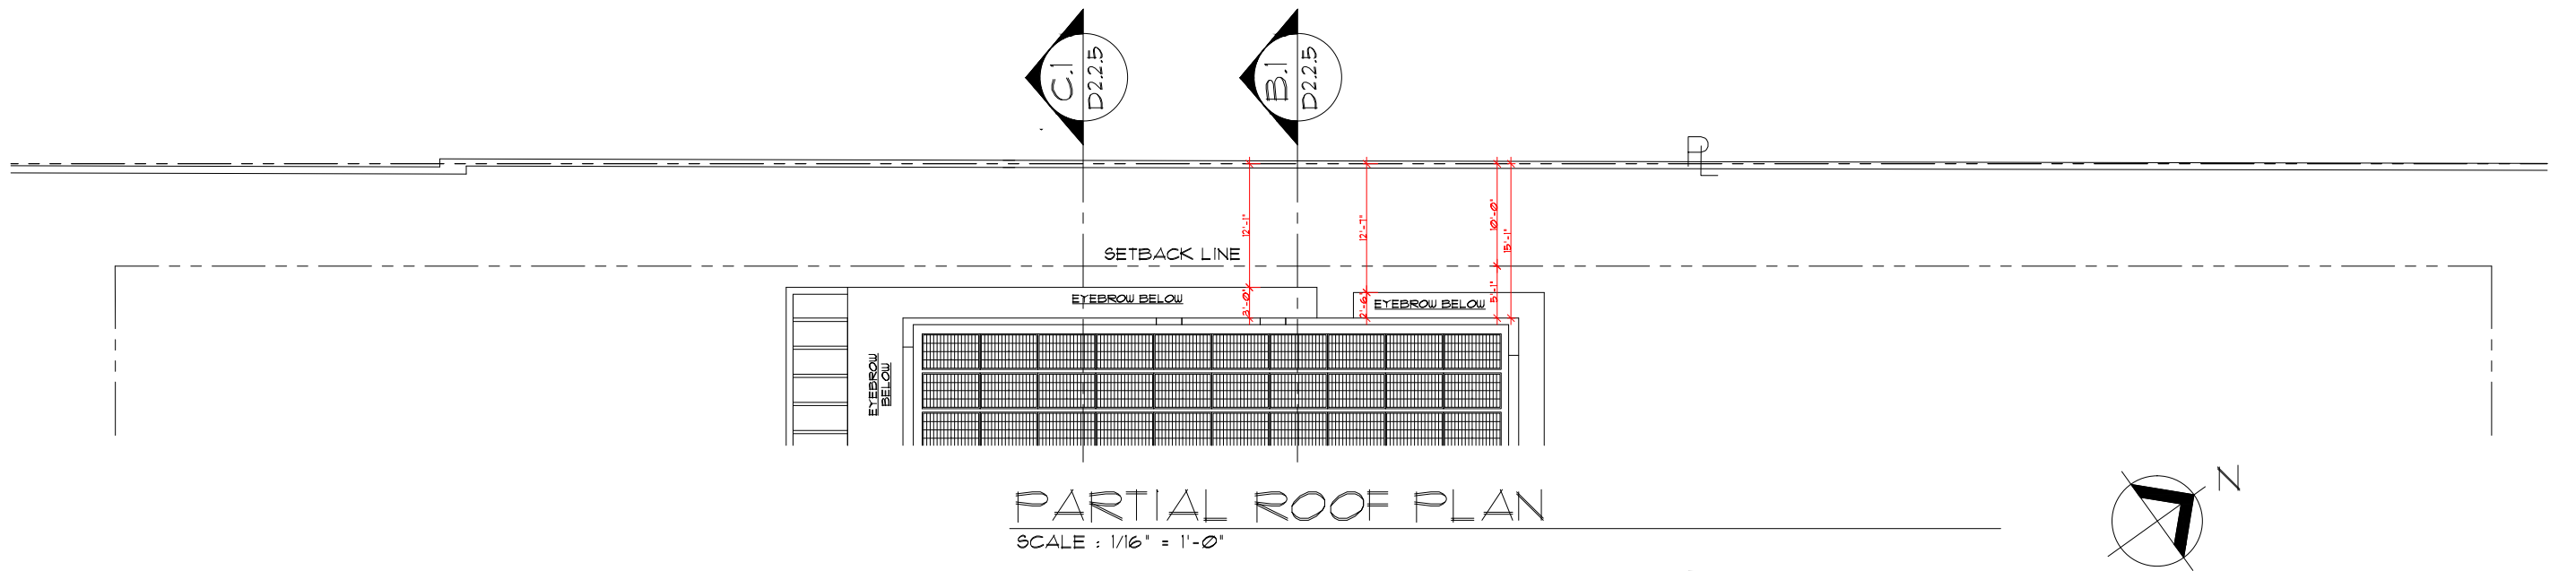 C.1
D2.2.5
B.1
D2.2.5
PL
12'-1"
12'-7"
10'-0"
15'-1"
SETBACK LINE
EYEBROW BELOW
3'-0"
2'-6"
EYEBROW BELOW
5'-1"
EYEBROW
BELOW
PARTIAL ROOF PLAN
SCALE : 1/16" = 1'-0"
N